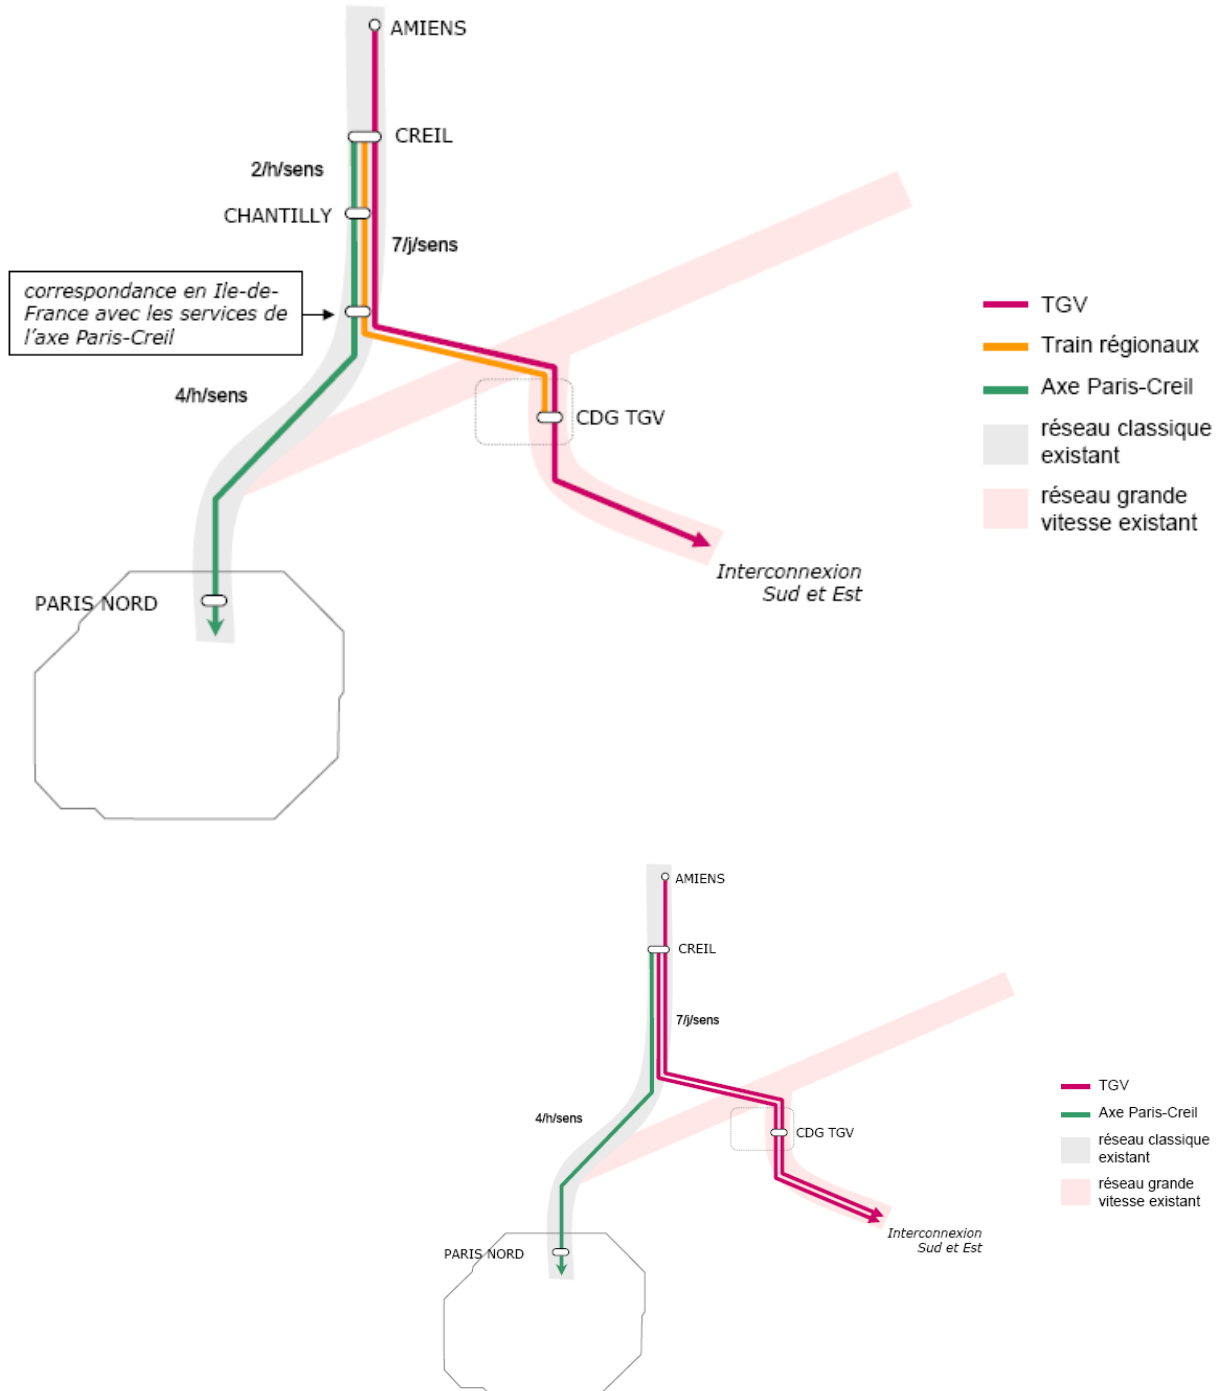 AMIENS
CREIL
2/h/sens
CHANTILLY
7/j/sens
correspondance en Ile-de-
France avec les services de
l'axe Paris-Creil
4/h/sens
CDG TGV
Interconnexion
Sud et Est
PARIS NORD
TGV
Train régionaux
Axe Paris-Creil
réseau classique
existant
réseau grande
vitesse existant
AMIENS
CREIL
7/j/sens
4/h/sens
CDG TGV
Interconnexion
Sud et Est
PARIS NORD
TGV
Axe Paris-Creil
réseau classique
existant
réseau grande
vitesse existant